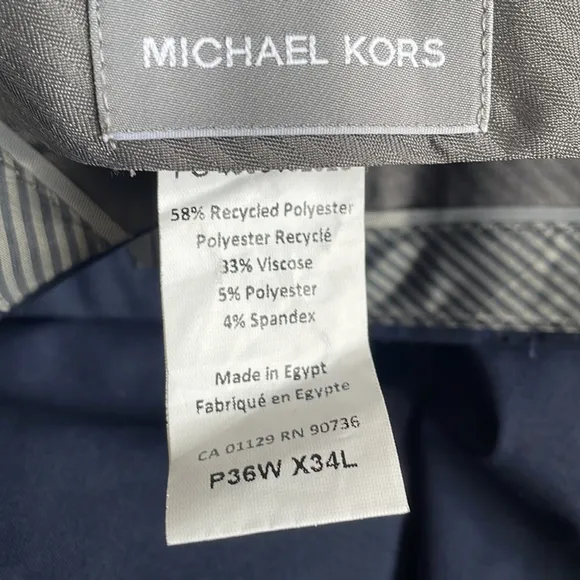 MICHAEL KORS
58% Recycled Polyester
Polyester Recyclé
33% Viscose
5% Polyester
4% Spandex
Made in Egypt
Fabriqué en Egypte
CA 01129 RN 90736
P36W X34L